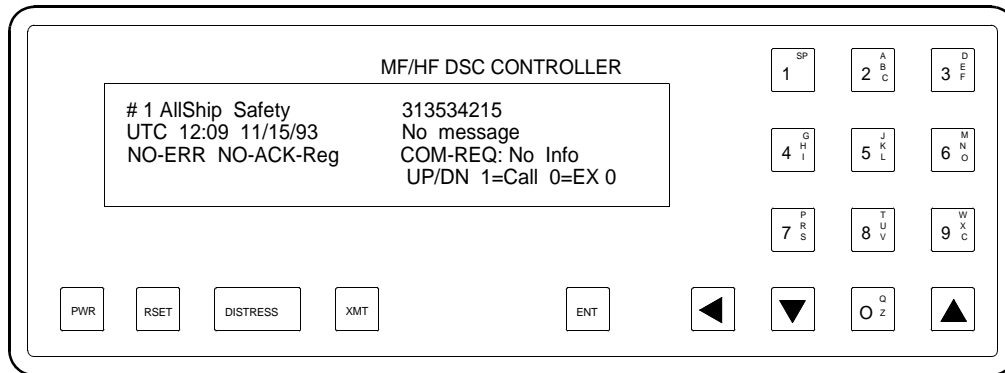 MF/HF DSC CONTROLLER
# 1 AllShip Safety 313534215
UTC 12:09 11/15/93 No message
NO-ERR NO-ACK-Reg COM-REQ: No Info
UP/DN 1=Call 0=EX 0
1 SP
2 A B C
3 D E F
4 G H I
5 J K L
6 M N O
7 P R S
8 T U V
9 W X C
PWR RSET DISTRESS XMT ENT O Q Z